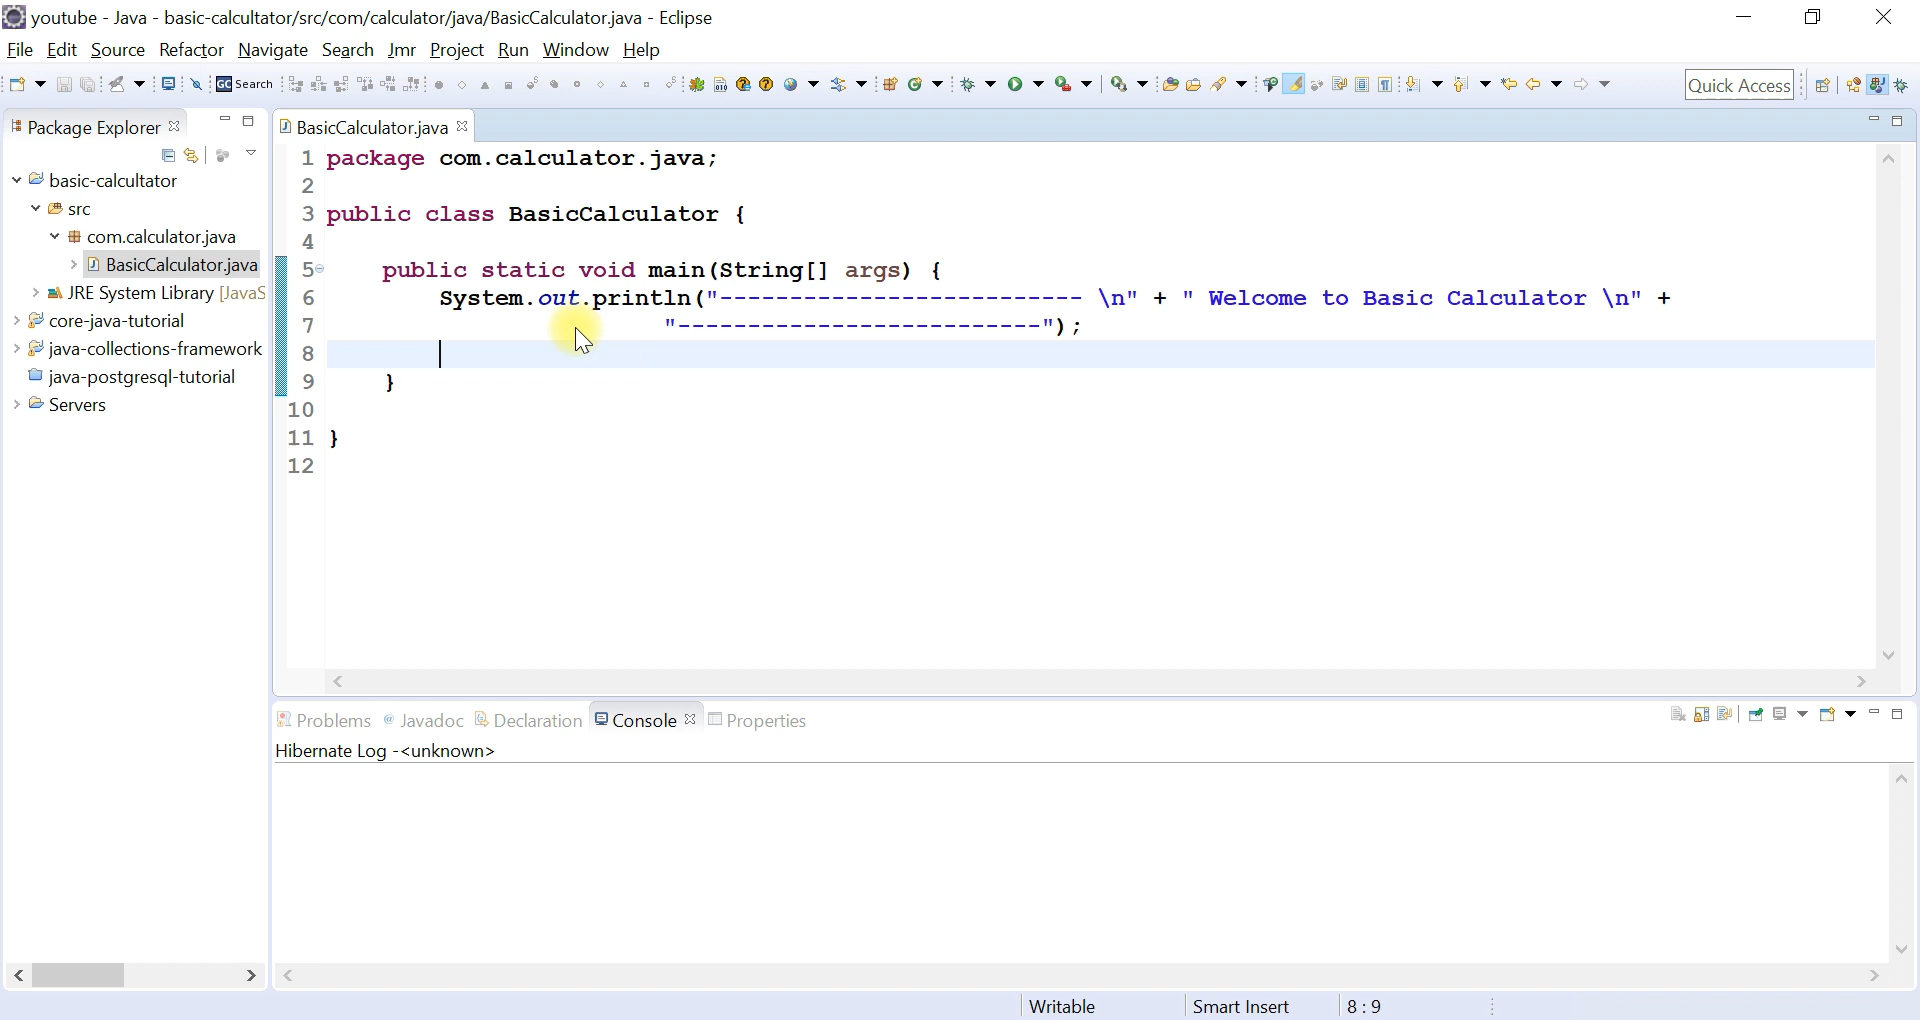 youtube - Java - basic-calcultator/src/com/calculator/java/BasicCalculator.java - Eclipse
File Edit Source Refactor Navigate Search Jmr Project Run Window Help
GC Search
Quick Access
Package Explorer
BasicCalculator.java
basic-calcultator
src
com.calculator.java
BasicCalculator.java
JRE System Library [JavaS
core-java-tutorial
java-collections-framework
java-postgresql-tutorial
Servers
1 package com.calculator.java;
2
3 public class BasicCalculator {
4
5 public static void main(String[] args) {
6 System.out.println("-------------------------- \n" + " Welcome to Basic Calculator \n" +
7 "--------------------------");
8
9 }
10
11 }
12
Problems @ Javadoc Declaration Console Properties
Hibernate Log -<unknown>
Writable Smart Insert 8 : 9